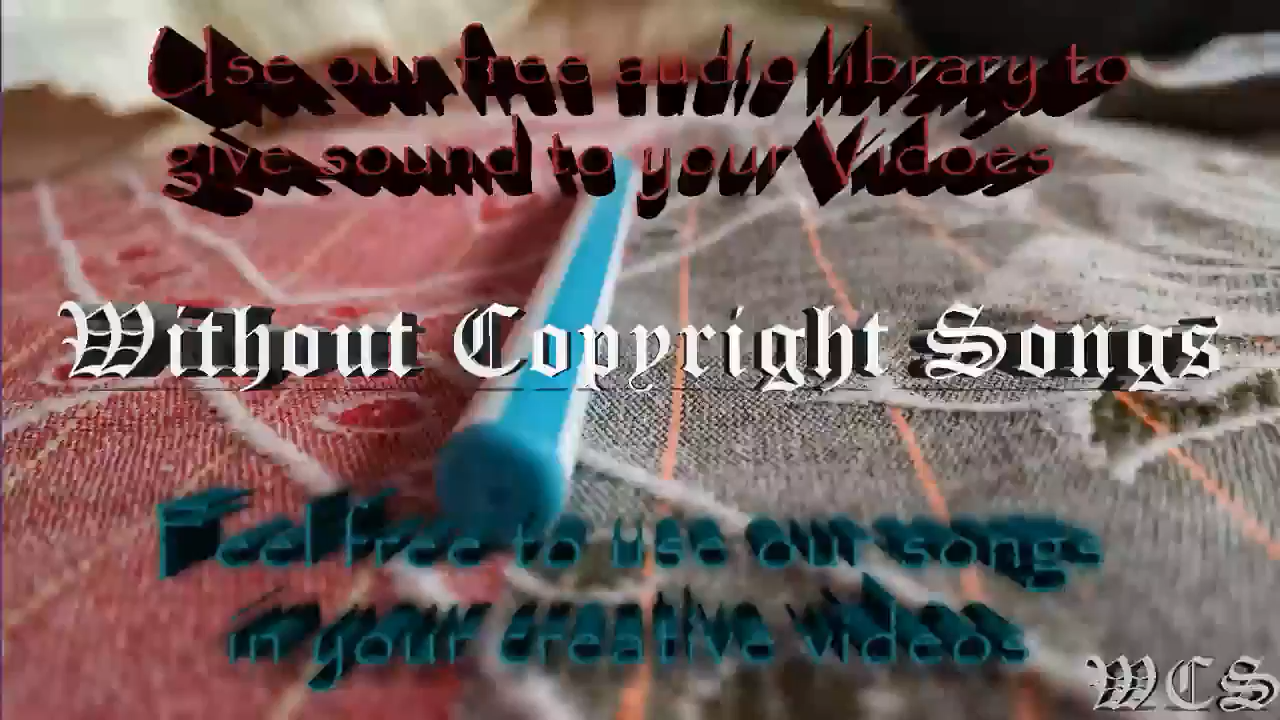 Use our free audio library to
give sound to your Vidoes
Without Copyright Songs
Feel free to use our songs
in your creative videos
WCS